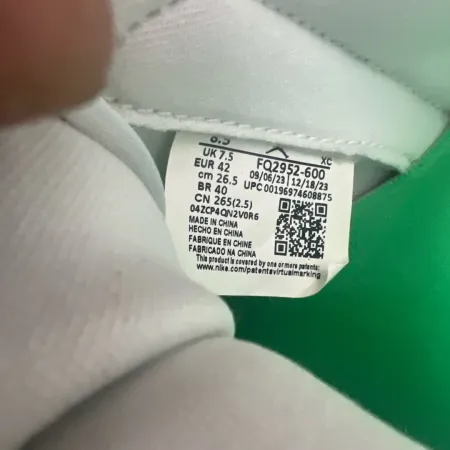 8.5 XC
UK 7.5 FQ2952-600
EUR 42 09/06/23 12/18/23
cm 26.5 UPC 00196974608875
BR 40
CN 265(2.5)
04ZCP4QN2V0R6
MADE IN CHINA
HECHO EN CHINA
FABRIQUE EN CHINE
FABRICADO NA CHINA
This product is covered by one or more patents.
www.nike.com/patentsvirtualmarking